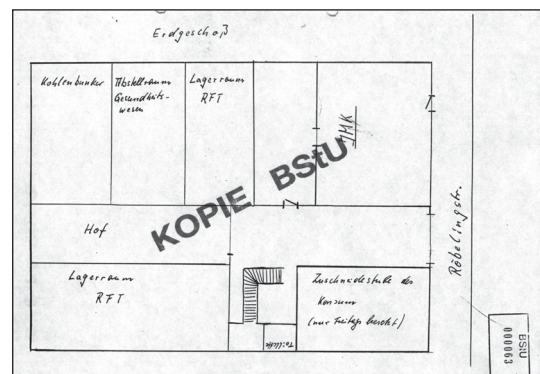 Erdgeschoß
Kohlenbunker
Abstellraum
Gesundheits-
wesen
Lagerraum
RFT
IMK
KOPIE BStU
Hof
Röbelingstr.
Lagerraum
RFT
Toilette
Zuschneidestube des
Konsum
(nur Freitags besetzt)
BStU
000063